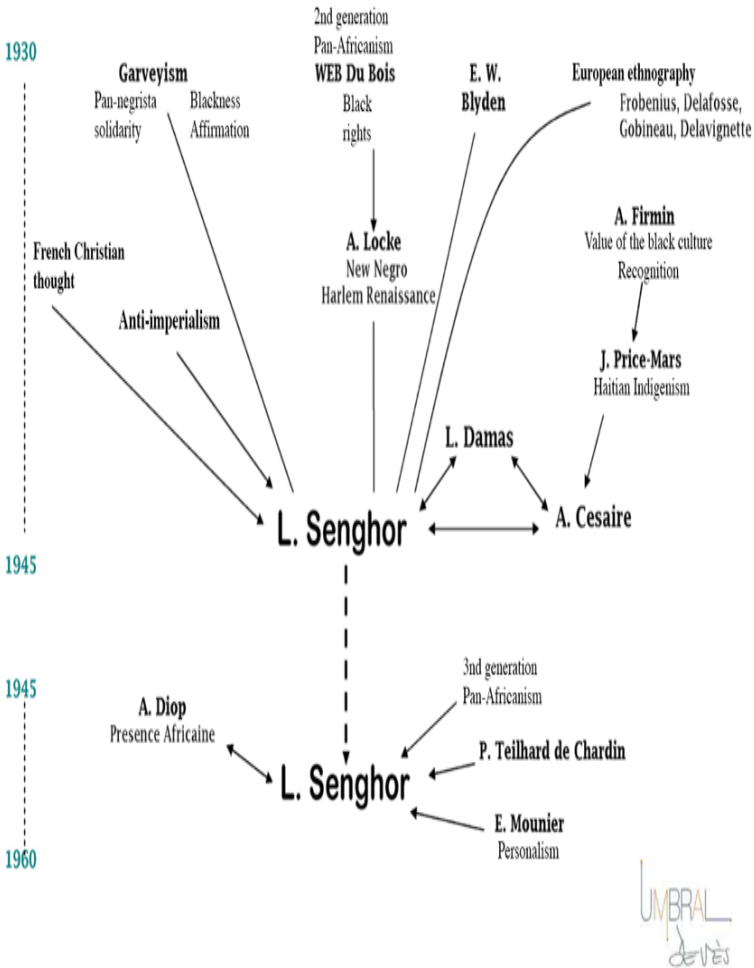 1930
2nd generation
Pan-Africanism
WEB Du Bois
Black
rights
Garveyism
Pan-negrista
solidarity
Blackness
Affirmation
E. W.
Blyden
European ethnography
Frobenius, Delafosse,
Gobineau, Delavignette
A. Firmin
Value of the black culture
Recognition
A. Locke
New Negro
Harlem Renaissance
French Christian
thought
Anti-imperialism
J. Price-Mars
Haitian Indigenism
L. Damas
L. Senghor
A. Cesaire
1945
1945
3nd generation
Pan-Africanism
A. Diop
Presence Africaine
P. Teilhard de Chardin
L. Senghor
E. Mounier
Personalism
1960
UMBRAL
DEVÈS